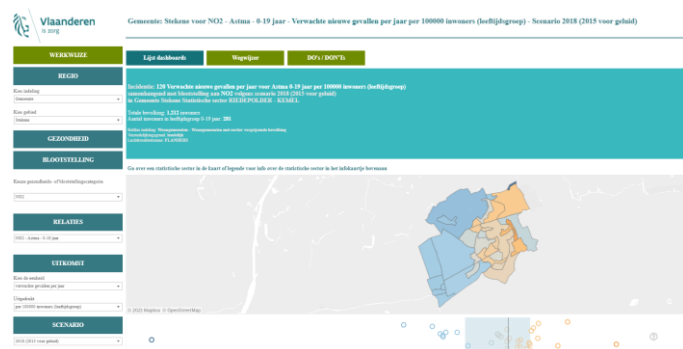 Vlaanderen
is zorg
Gemeente: Stekene voor NO2 - Astma - 0-19 jaar - Verwachte nieuwe gevallen per jaar per 100000 inwoners (leeftijdsgroep) - Scenario 2018 (2015 voor geluid)
WERKWIJZE
Lijst dashboards
Wegwijzer
DO's / DON'Ts
REGIO
Kies indeling
Gemeente
Kies gebied
Stekene
GEZONDHEID
BLOOTSTELLING
Keuze gezondheids- of blootstellingscategorie
NO2
RELATIES
NO2 - Astma - 0-19 jaar
UITKOMST
Kies de eenheid
verwachte gevallen per jaar
Uitgedrukt
per 100000 inwoners (leeftijdsgroep)
SCENARIO
2018 (2015 voor geluid)
Incidentie: 120 Verwachte nieuwe gevallen per jaar voor Astma 0-19 jaar per 100000 inwoners (leeftijdsgroep)
samenhangend met blootstelling aan NO2 volgens scenario 2018 (2015 voor geluid)
in Gemeente Stekene Statistische sector RIEDEPOLDER - KEMEL
Totale bevolking: 1,222 inwoners
Aantal inwoners in leeftijdsgroep 0-19 jaar: 201
Ga over een statistische sector in de kaart of legende voor info over de statistische sector in het infokaartje bovenaan
© 2025 Mapbox © OpenStreetMap